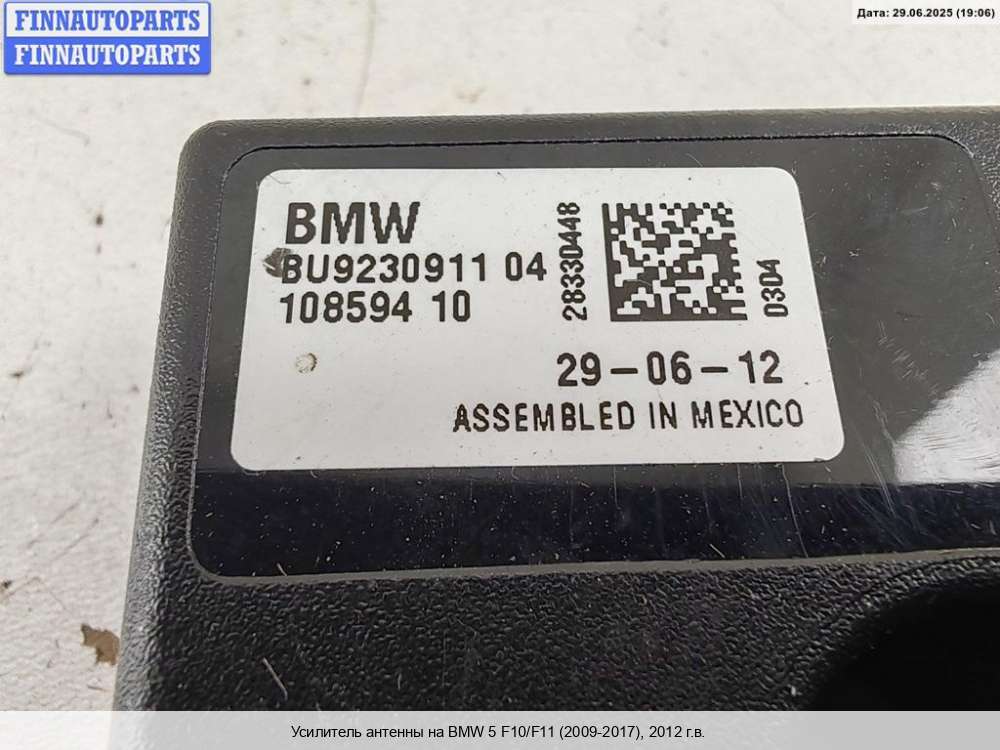 FINNAUTOPARTS
FINNAUTOPARTS
Дата: 29.06.2025 (19:06)
BMW
BU9230911 04
108594 10
28330448
0304
29-06-12
ASSEMBLED IN MEXICO
Усилитель антенны на BMW 5 F10/F11 (2009-2017), 2012 г.в.